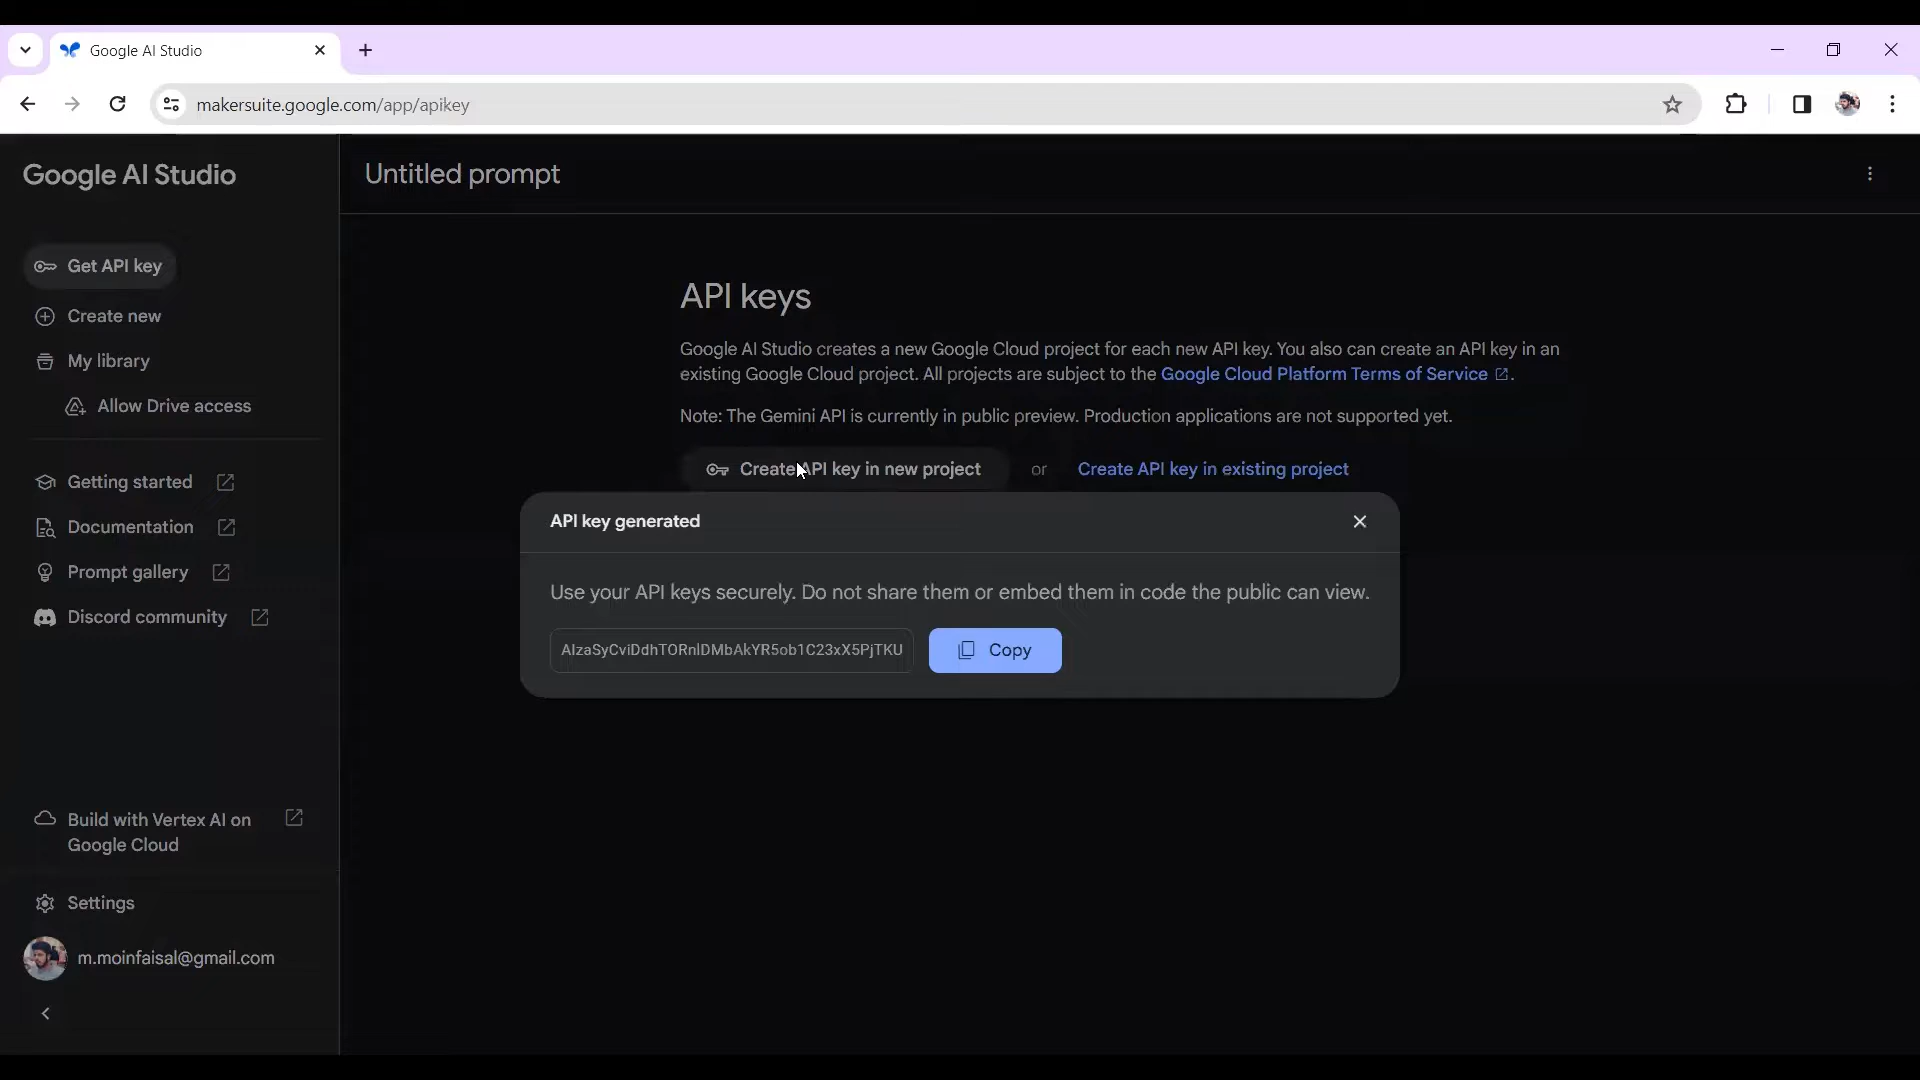 Google AI Studio
makersuite.google.com/app/apikey
Google AI Studio
Untitled prompt
Get API key
Create new
My library
Allow Drive access
Getting started
Documentation
Prompt gallery
Discord community
Build with Vertex AI on
Google Cloud
Settings
m.moinfaisal@gmail.com
API keys
Google AI Studio creates a new Google Cloud project for each new API key. You also can create an API key in an
existing Google Cloud project. All projects are subject to the Google Cloud Platform Terms of Service.
Note: The Gemini API is currently in public preview. Production applications are not supported yet.
Create API key in new project or Create API key in existing project
API key generated
Use your API keys securely. Do not share them or embed them in code the public can view.
Copy